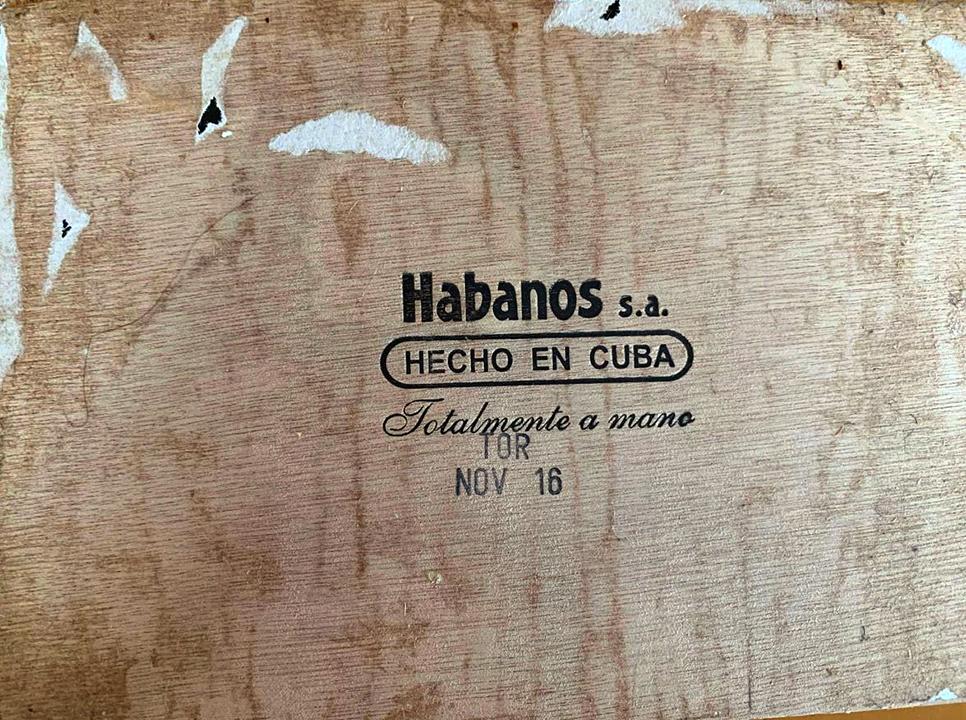 Habanos s.a.
HECHO EN CUBA
Totalmente a mano
TOR
NOV 16